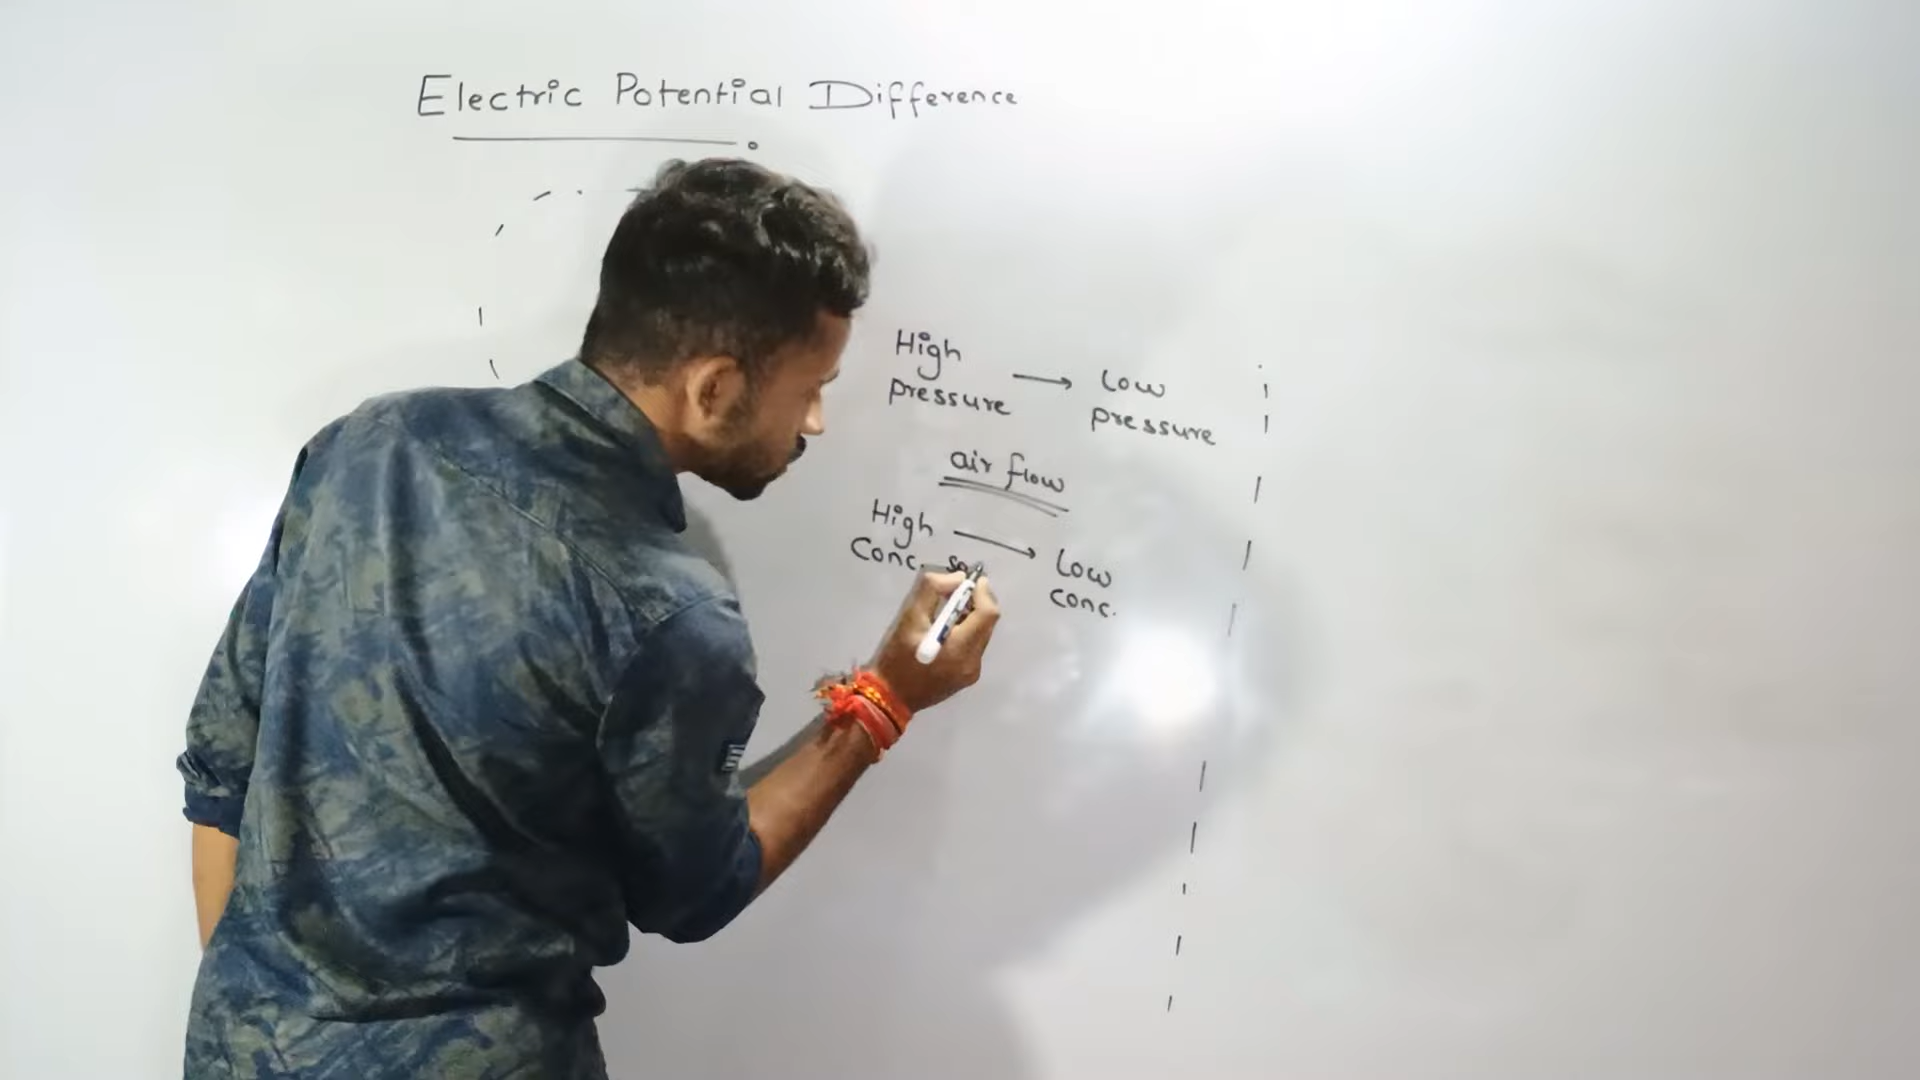 Electric Potential Difference
High
pressure → Low
pressure
air flow
High → Low
Conc.
Conc.